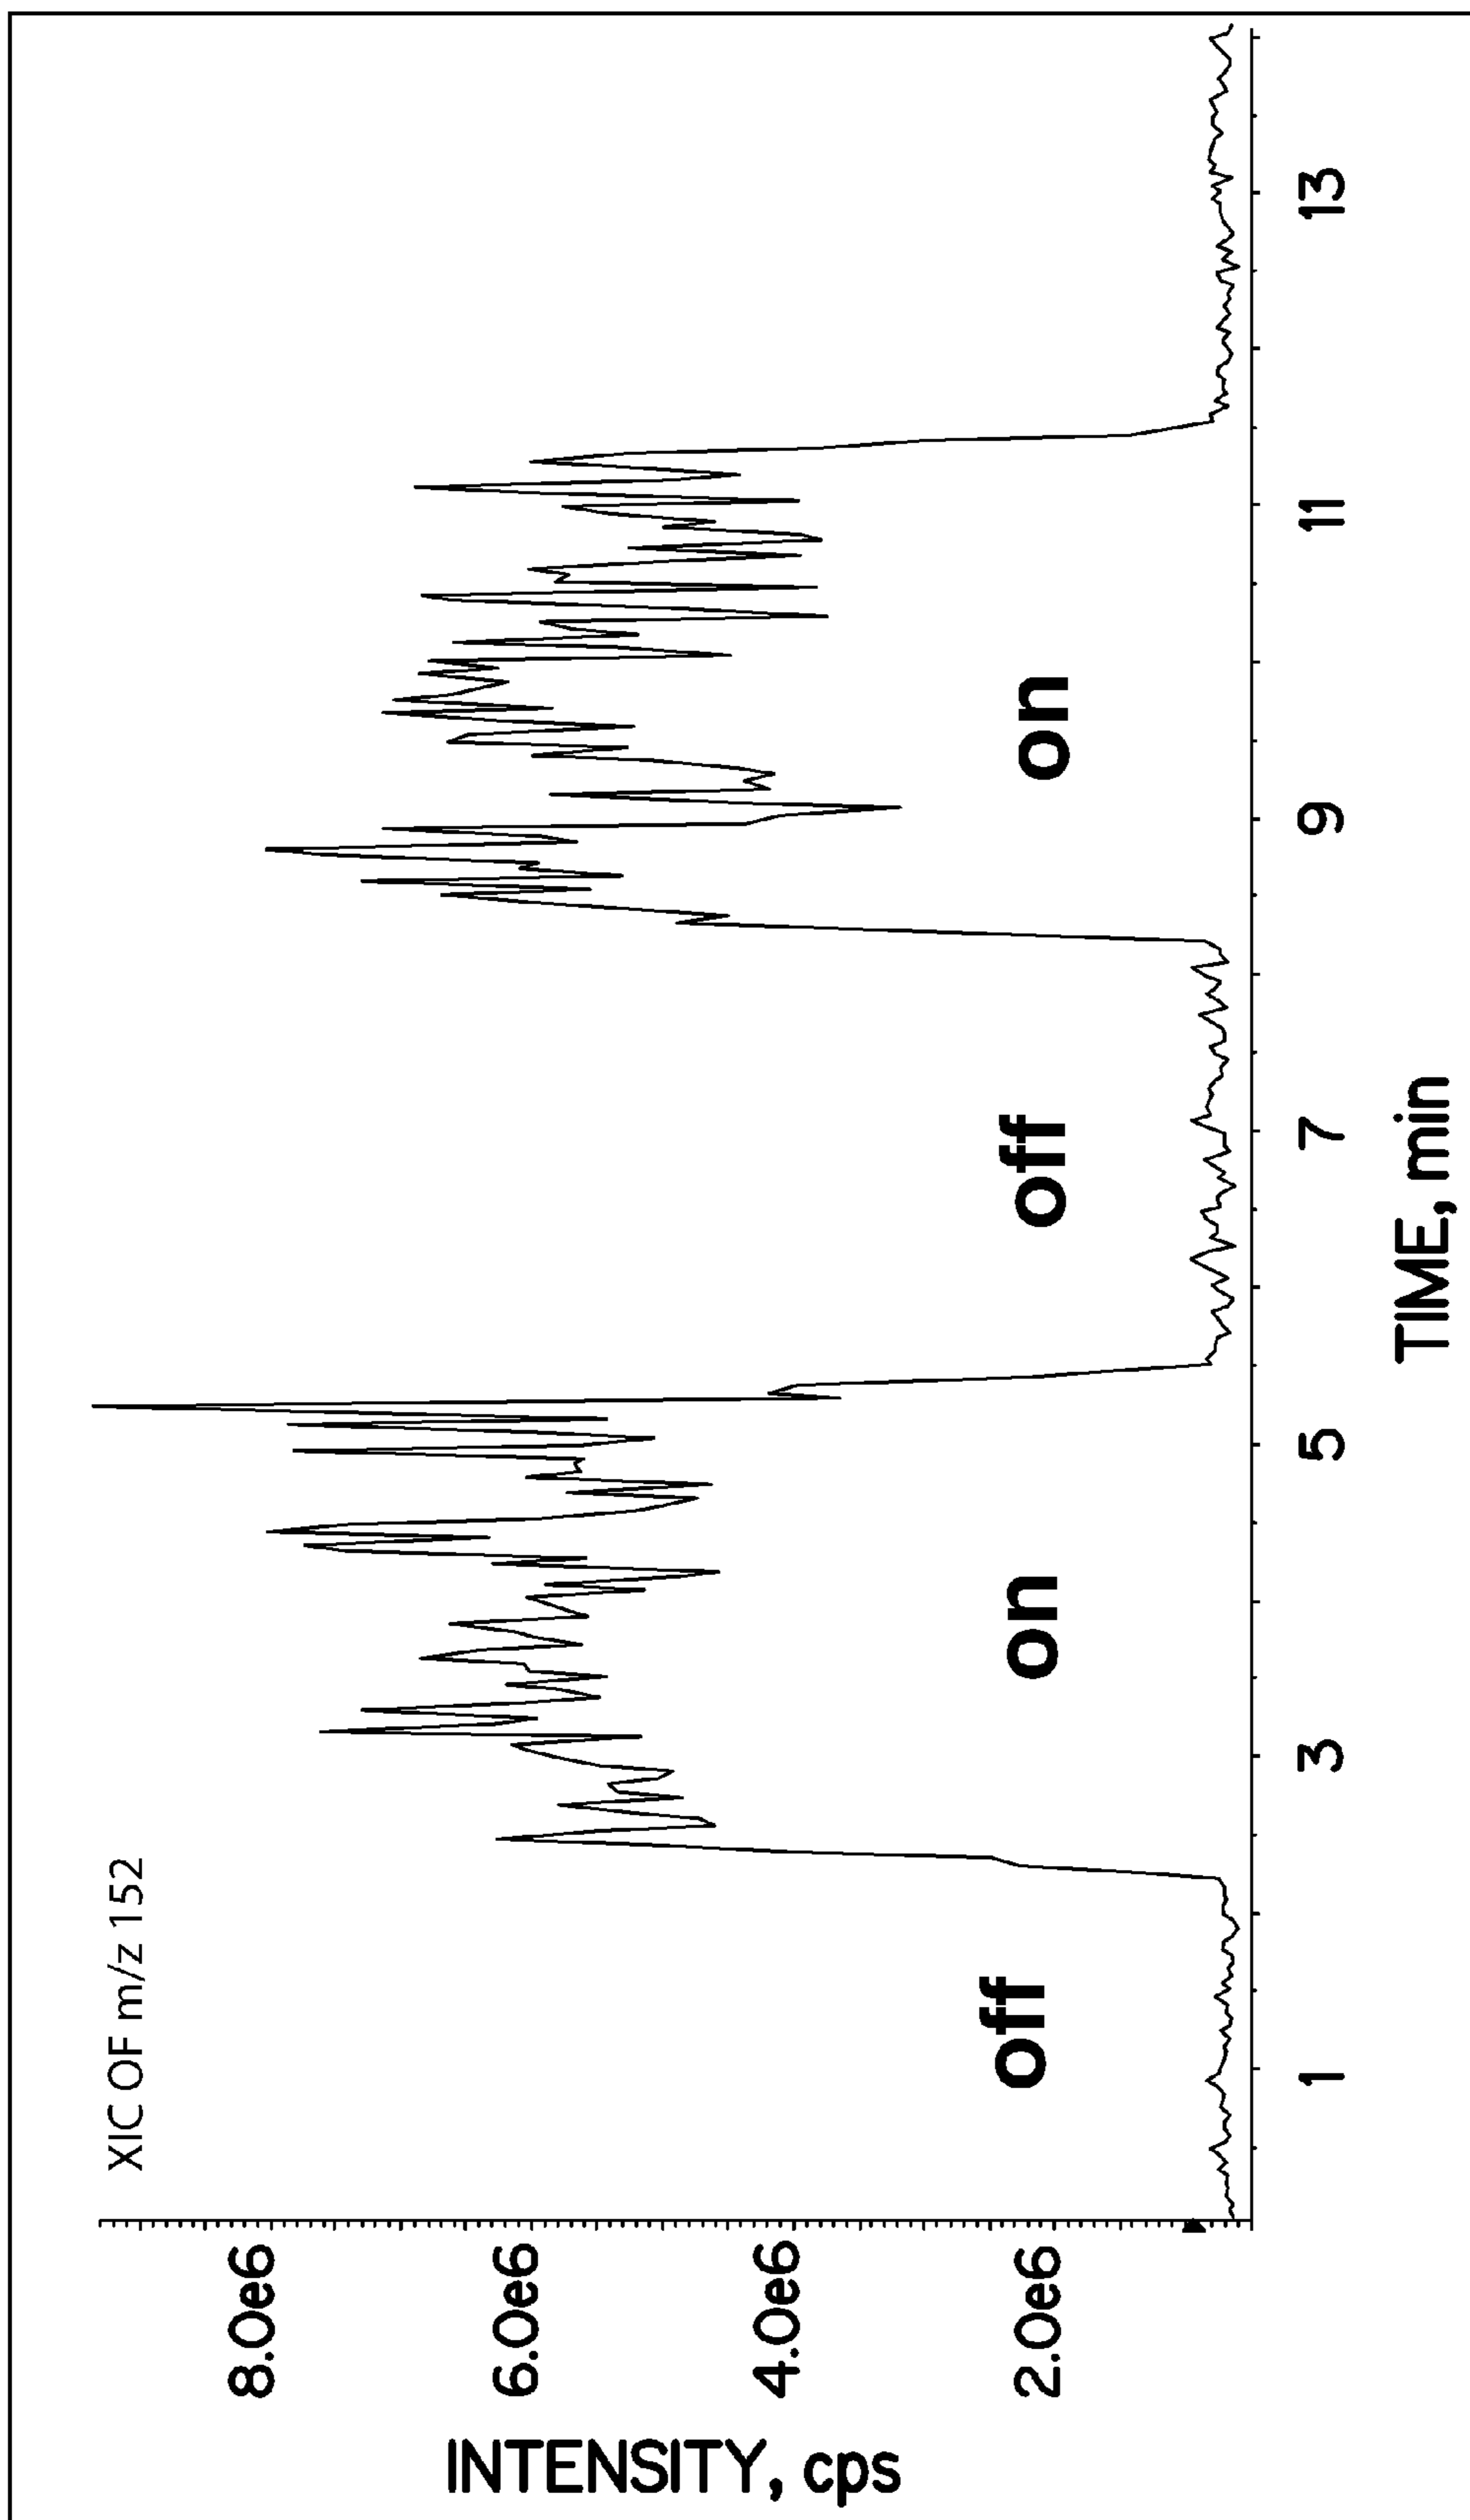 XIC OF m/z 152
INTENSITY, cps
8.0e6
6.0e6
4.0e6
2.0e6
off
on
off
on
1
3
5
7
9
11
13
TIME, min